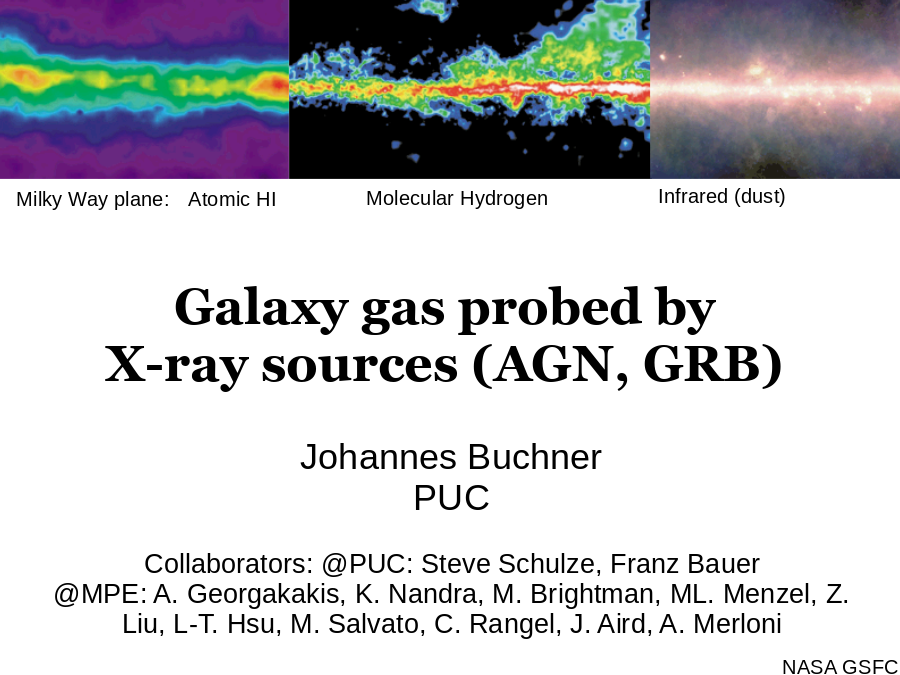 Milky Way plane: Atomic HI
Molecular Hydrogen
Infrared (dust)
Galaxy gas probed by
X-ray sources (AGN, GRB)
Johannes Buchner
PUC
Collaborators: @PUC: Steve Schulze, Franz Bauer
@MPE: A. Georgakakis, K. Nandra, M. Brightman, ML. Menzel, Z.
Liu, L-T. Hsu, M. Salvato, C. Rangel, J. Aird, A. Merloni
NASA GSFC